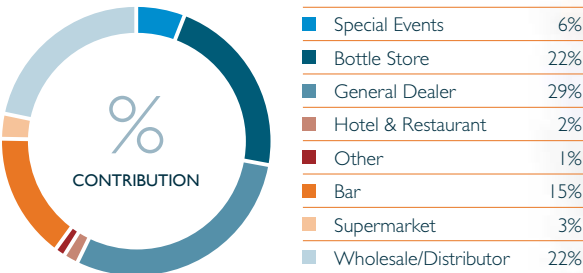 %
CONTRIBUTION
Special Events 6%
Bottle Store 22%
General Dealer 29%
Hotel & Restaurant 2%
Other 1%
Bar 15%
Supermarket 3%
Wholesale/Distributor 22%